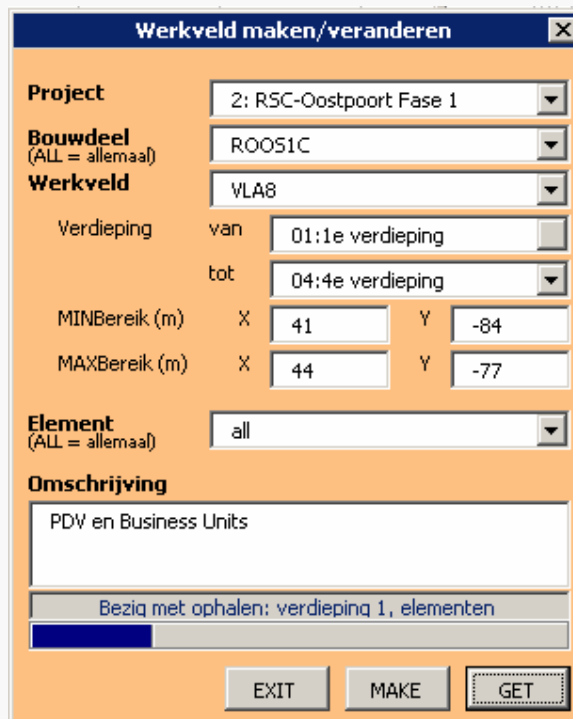 Werkveld maken/veranderen
Project 2: RSC-Oostpoort Fase 1
Bouwdeel ROOS1C
(ALL = allemaal)
Werkveld VLA8
Verdieping van 01:1e verdieping
tot 04:4e verdieping
MINBereik (m) X 41 Y -84
MAXBereik (m) X 44 Y -77
Element all
(ALL = allemaal)
Omschrijving
PDV en Business Units
Bezig met ophalen: verdieping 1, elementen
EXIT MAKE GET